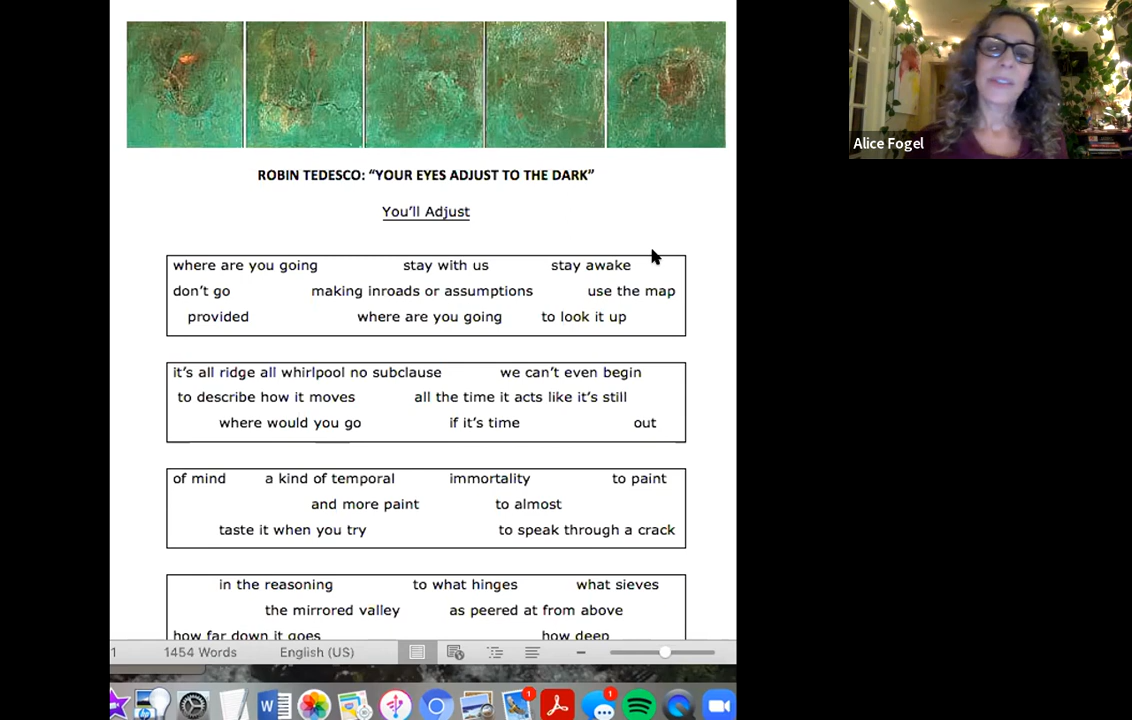 Alice Fogel
ROBIN TEDESCO: “YOUR EYES ADJUST TO THE DARK”
You’ll Adjust
where are you going stay with us stay awake
don’t go making inroads or assumptions use the map
provided where are you going to look it up
it’s all ridge all whirlpool no subclause we can’t even begin
to describe how it moves all the time it acts like it’s still
where would you go if it’s time out
of mind a kind of temporal immortality to paint
and more paint to almost
taste it when you try to speak through a crack
in the reasoning to what hinges what sieves
the mirrored valley as peered at from above
how far down it goes how deep
1 1454 Words English (US)
1 1